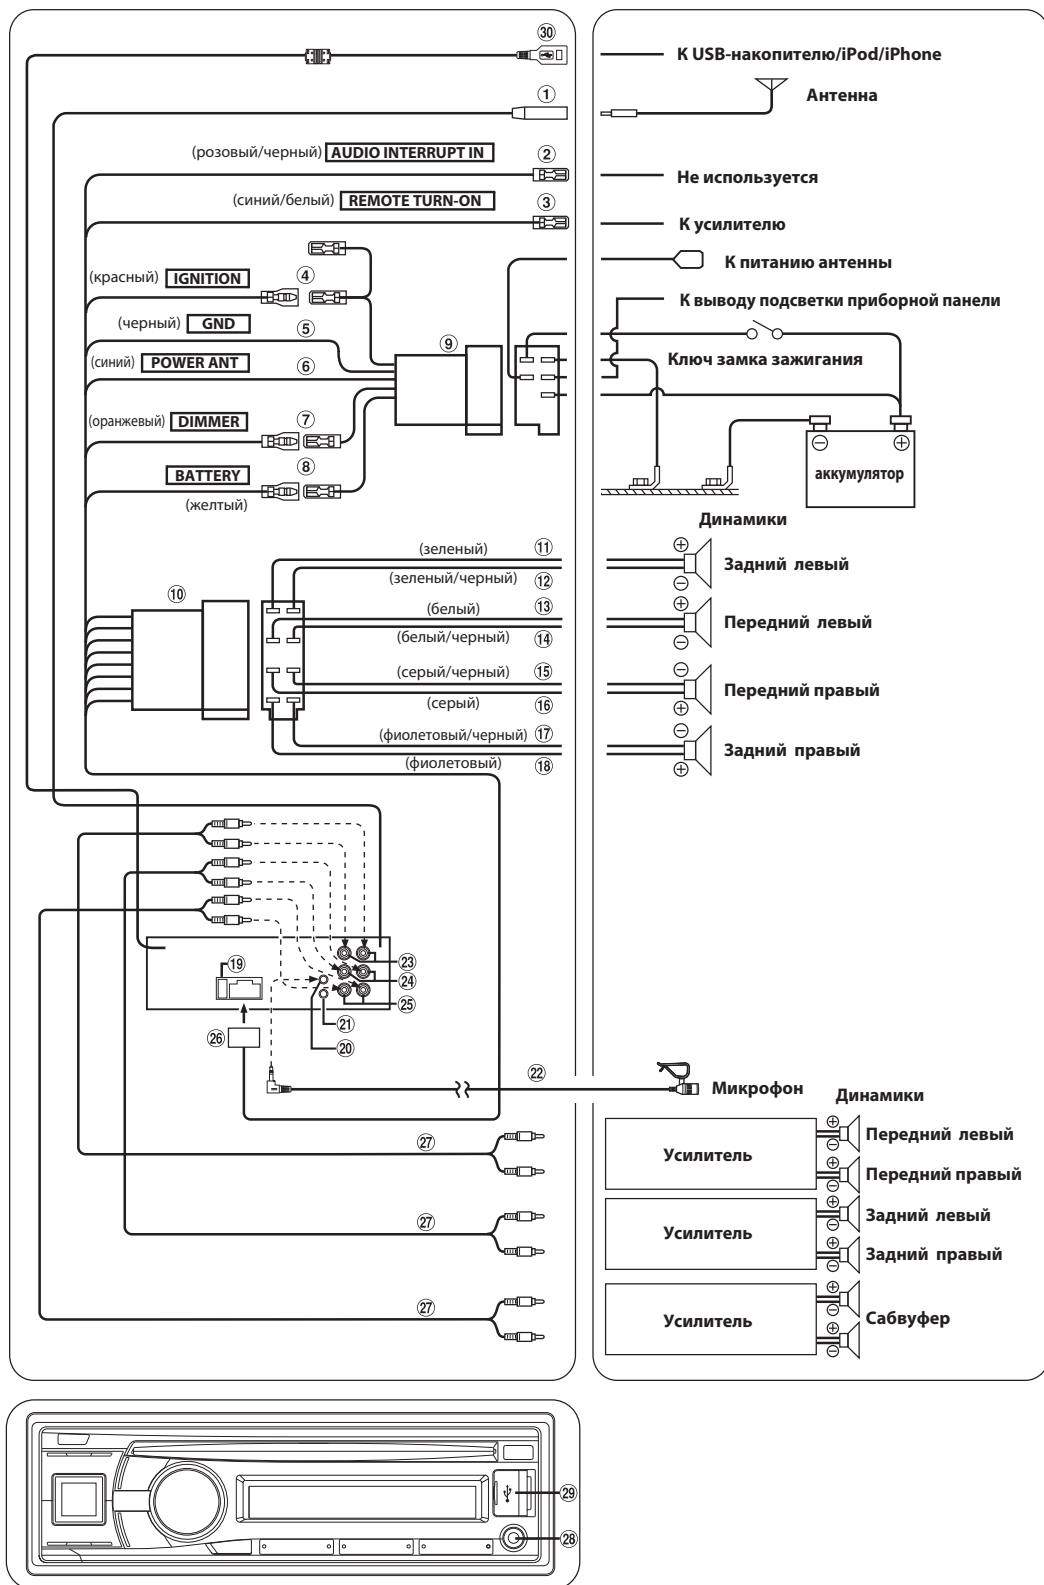 ㉚
К USB-накопителю/iPod/iPhone
①
Антенна
(розовый/черный) AUDIO INTERRUPT IN ②
Не используется
(синий/белый) REMOTE TURN-ON ③
К усилителю
К питанию антенны
(красный) IGNITION ④
К выводу подсветки приборной панели
(черный) GND ⑤
⑨
Ключ замка зажигания
(синий) POWER ANT ⑥
(оранжевый) DIMMER ⑦
BATTERY ⑧
(желтый)
аккумулятор
Динамики
(зеленый) ⑪
Задний левый
(зеленый/черный) ⑫
⑩
(белый) ⑬
Передний левый
(белый/черный) ⑭
(серый/черный) ⑮
Передний правый
(серый) ⑯
(фиолетовый/черный) ⑰
Задний правый
(фиолетовый) ⑱
⑲
㉓
㉔
㉕
㉑
㉖
⑳
㉒
Микрофон
Динамики
㉗
Усилитель
Передний левый
Передний правый
㉗
Усилитель
Задний левый
Задний правый
㉗
Усилитель
Сабвуфер
㉙
㉘